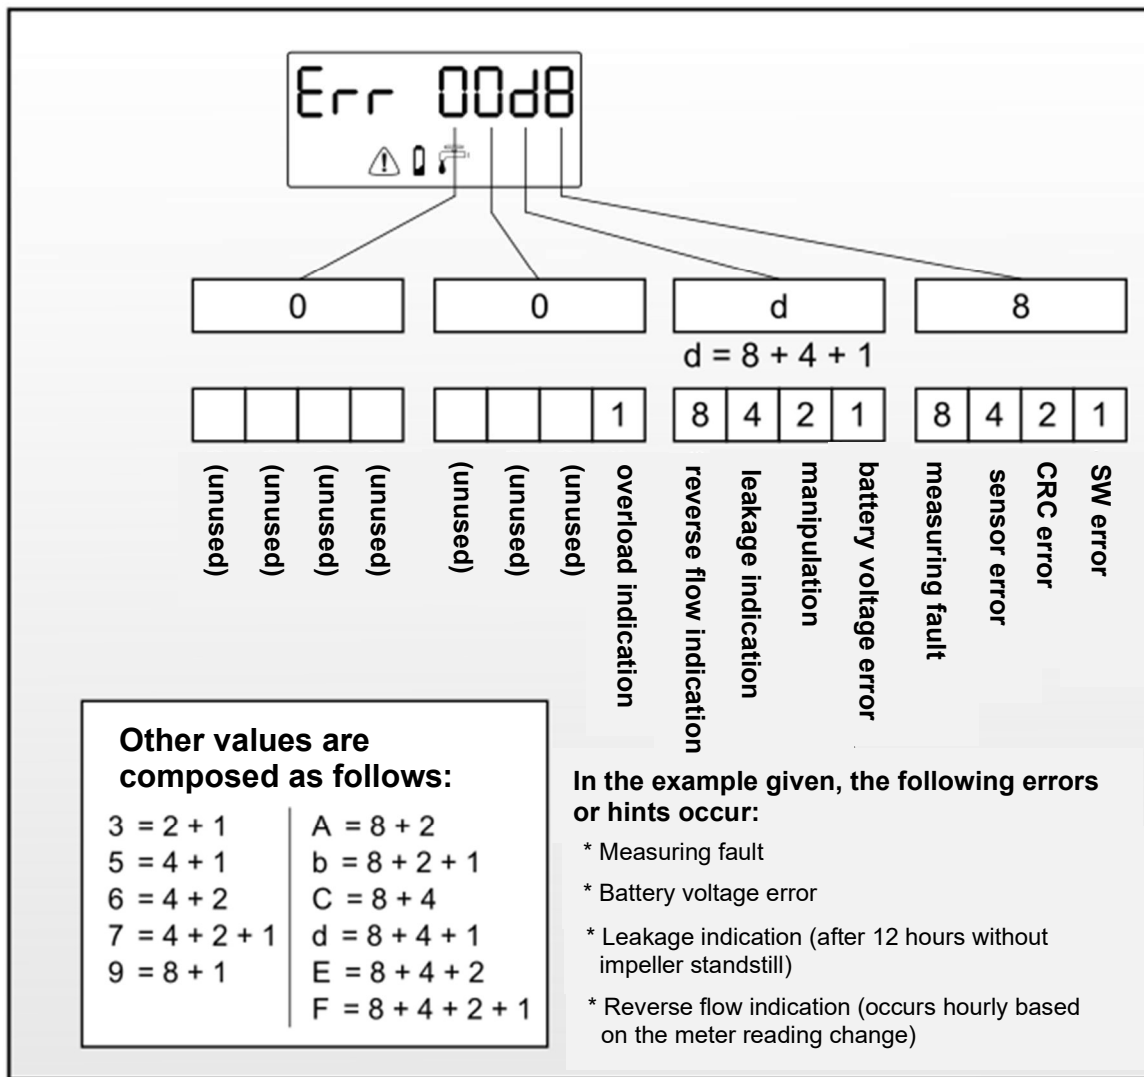 Err 00d8
0 0 d 8
d = 8 + 4 + 1
1 8 4 2 1 8 4 2 1
(unused)
(unused)
(unused)
(unused)
(unused)
(unused)
(unused)
overload indication
reverse flow indication
leakage indication
manipulation
battery voltage error
measuring fault
sensor error
CRC error
SW error
Other values are
composed as follows:
3 = 2 + 1
5 = 4 + 1
6 = 4 + 2
7 = 4 + 2 + 1
9 = 8 + 1
A = 8 + 2
b = 8 + 2 + 1
C = 8 + 4
d = 8 + 4 + 1
E = 8 + 4 + 2
F = 8 + 4 + 2 + 1
In the example given, the following errors
or hints occur:
* Measuring fault
* Battery voltage error
* Leakage indication (after 12 hours without
impeller standstill)
* Reverse flow indication (occurs hourly based
on the meter reading change)